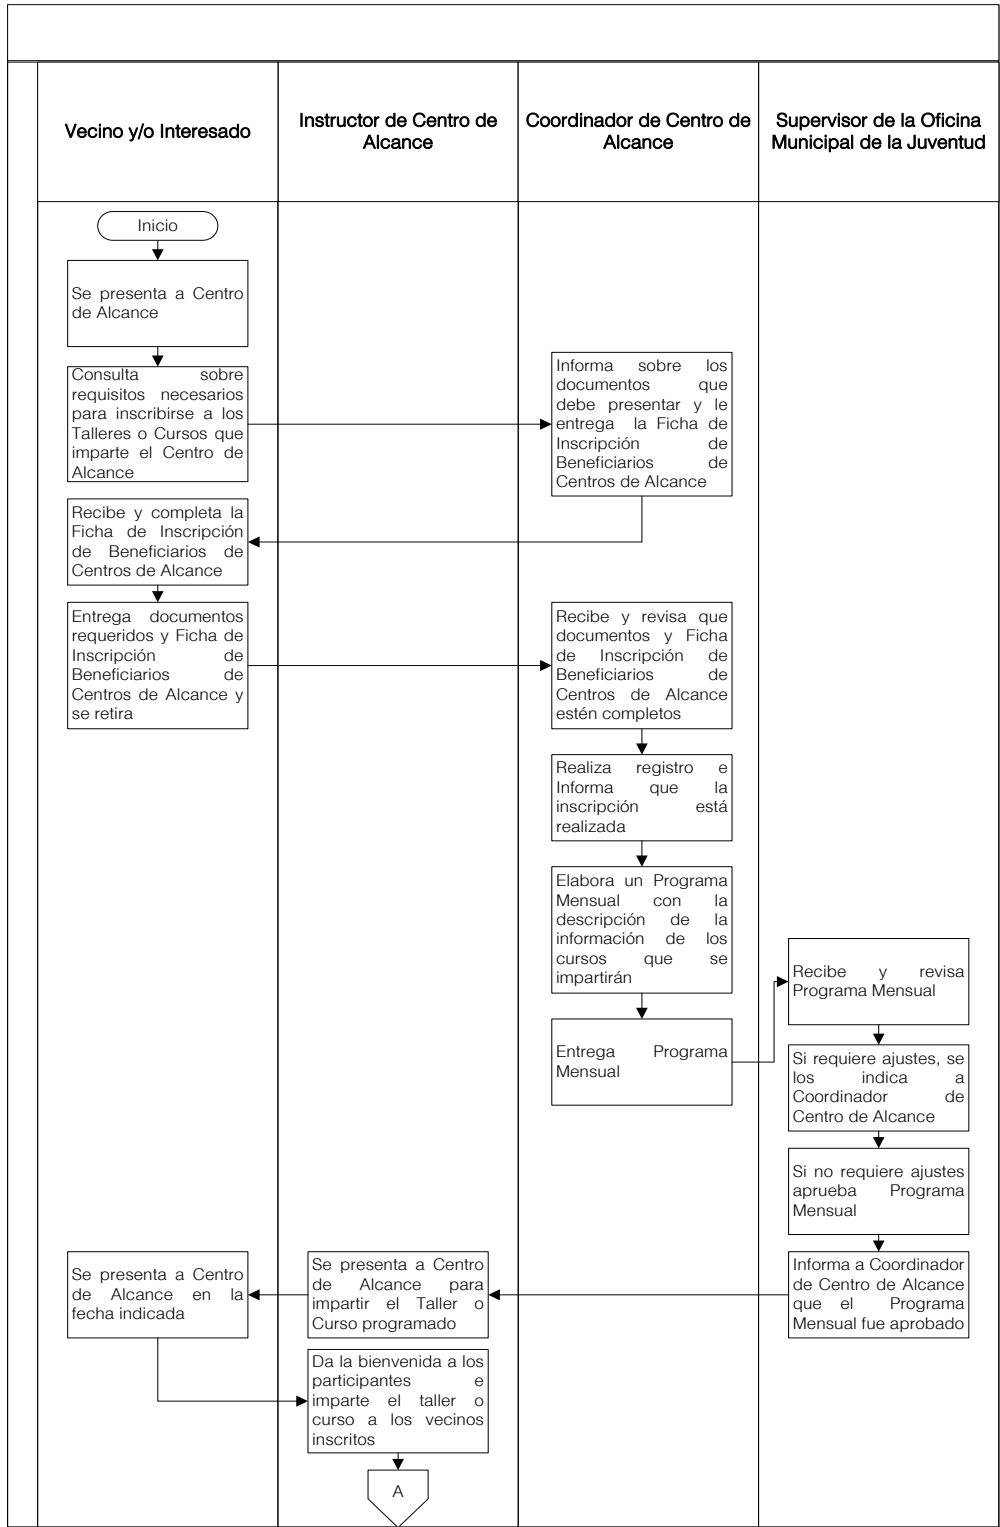 Vecino y/o Interesado
Instructor de Centro de
Alcance
Coordinador de Centro de
Alcance
Supervisor de la Oficina
Municipal de la Juventud
Inicio
Se presenta a Centro
de Alcance
Consulta sobre
requisitos necesarios
para inscribirse a los
Talleres o Cursos que
imparte el Centro de
Alcance
Informa sobre los
documentos que
debe presentar y le
entrega la Ficha de
Inscripción de
Beneficiarios de
Centros de Alcance
Recibe y completa la
Ficha de Inscripción
de Beneficiarios de
Centros de Alcance
Entrega documentos
requeridos y Ficha de
Inscripción de
Beneficiarios de
Centros de Alcance y
se retira
Recibe y revisa que
documentos y Ficha
de Inscripción de
Beneficiarios de
Centros de Alcance
estén completos
Realiza registro e
Informa que la
inscripción está
realizada
Elabora un Programa
Mensual con la
descripción de la
información de los
cursos que se
impartirán
Entrega Programa
Mensual
Recibe y revisa
Programa Mensual
Si requiere ajustes, se
los indica a
Coordinador de
Centro de Alcance
Si no requiere ajustes
aprueba Programa
Mensual
Informa a Coordinador
de Centro de Alcance
que el Programa
Mensual fue aprobado
Se presenta a Centro
de Alcance para
impartir el Taller o
Curso programado
Se presenta a Centro
de Alcance en la
fecha indicada
Da la bienvenida a los
participantes e
imparte el taller o
curso a los vecinos
inscritos
A